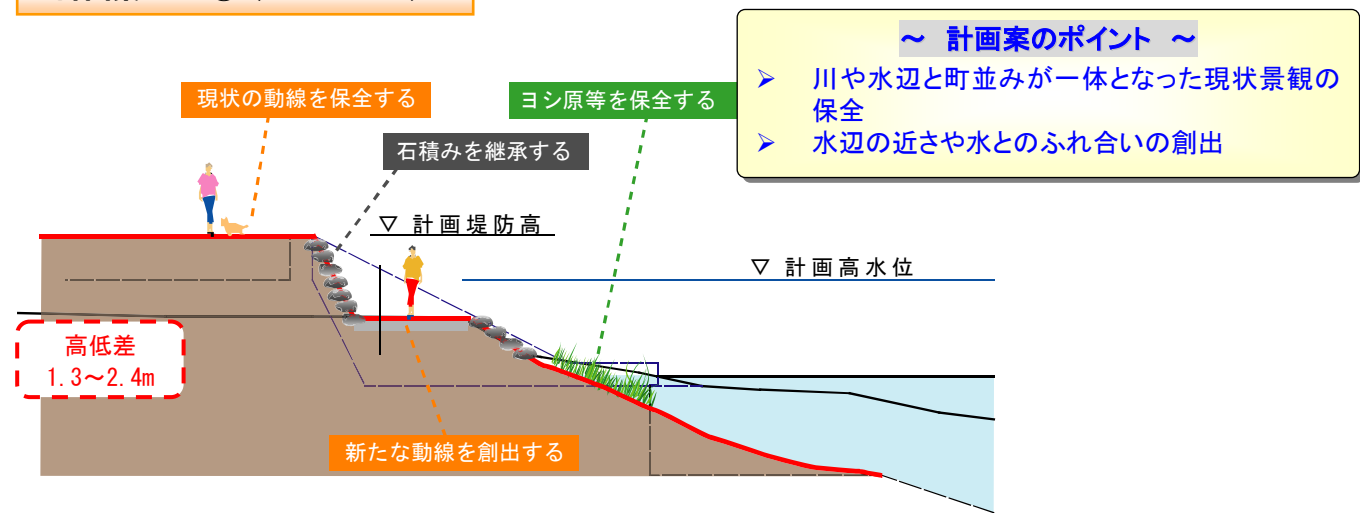 ～ 計画案のポイント ～
➢ 川や水辺と町並みが一体となった現状景観の
保全
➢ 水辺の近さや水とのふれ合いの創出
現状の動線を保全する
ヨシ原等を保全する
石積みを継承する
▽ 計画堤防高
▽ 計画高水位
高低差
1.3～2.4m
新たな動線を創出する